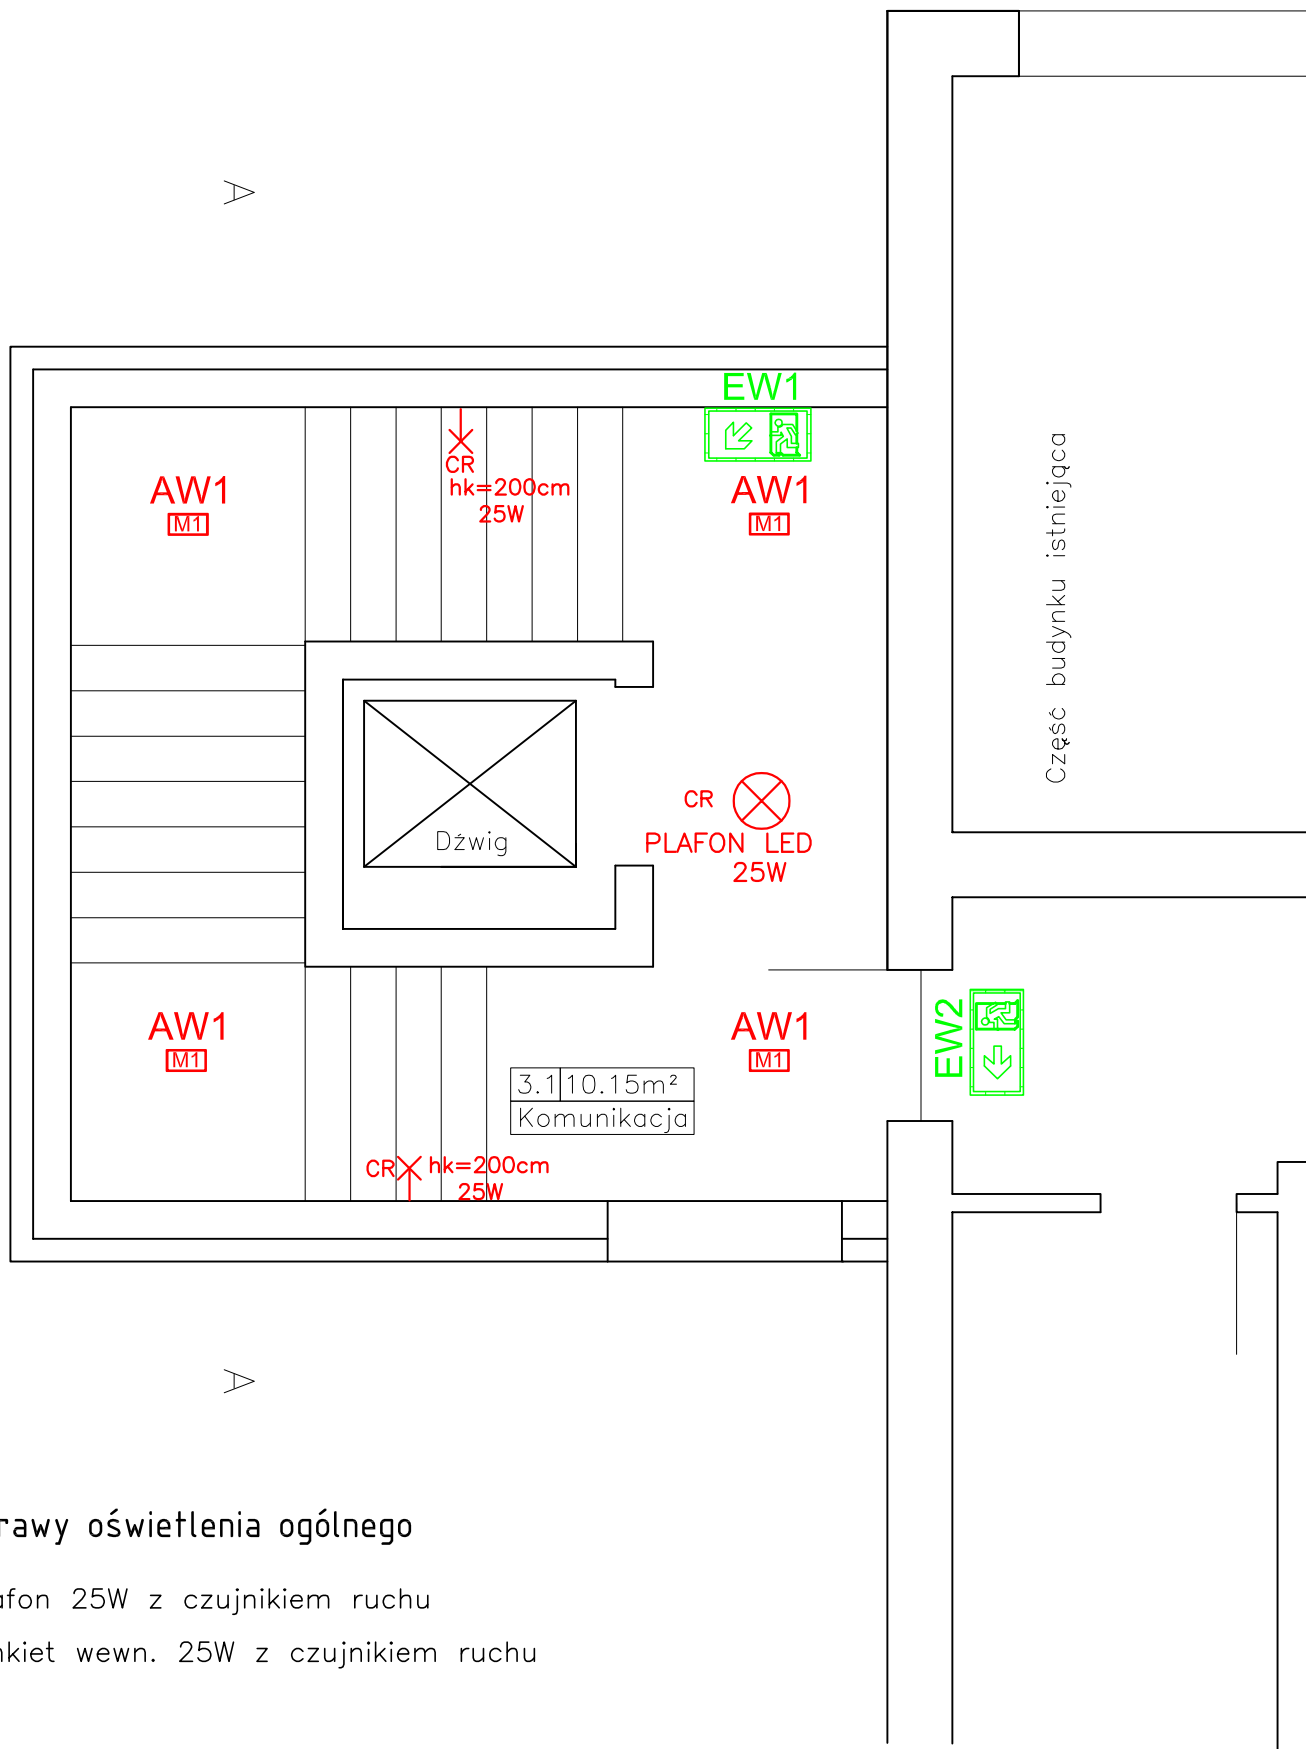 A
EW1
AW1
M1
CR
hk=200cm
25W
AW1
M1
Część budynku istniejąca
Dźwig
CR
PLAFON LED
25W
AW1
M1
AW1
M1
EW2
3.1 10.15m²
Komunikacja
CR hk=200cm
25W
A
rawy oświetlenia ogólnego
afon 25W z czujnikiem ruchu
nkiet wewn. 25W z czujnikiem ruchu